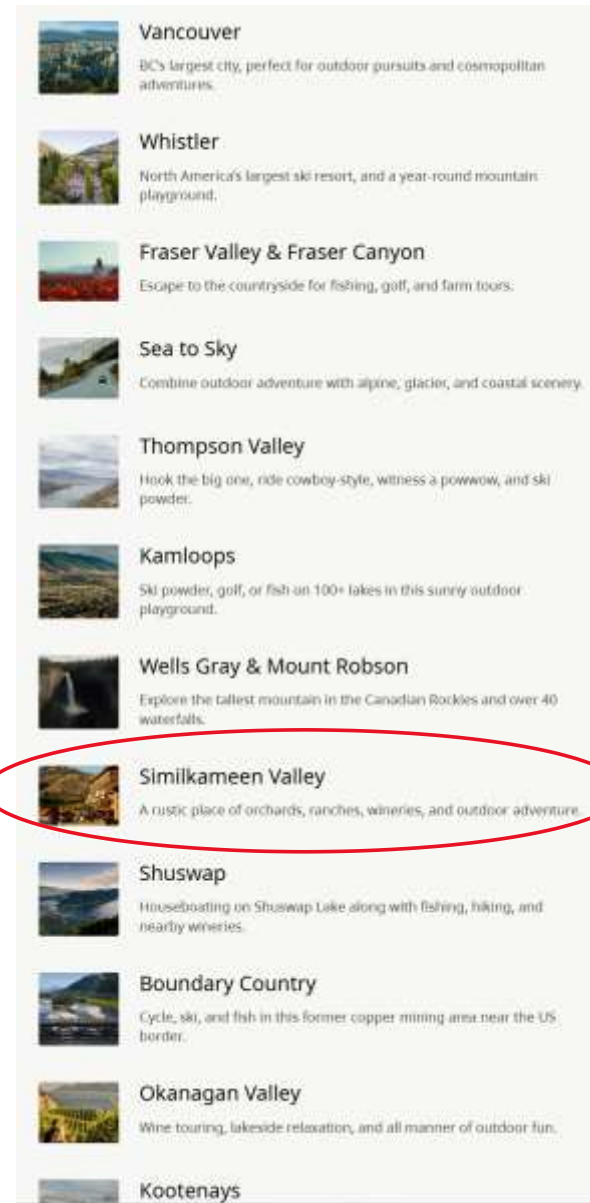 Vancouver
BC's largest city, perfect for outdoor pursuits and cosmopolitan
adventures.
Whistler
North America's largest ski resort, and a year-round mountain
playground.
Fraser Valley & Fraser Canyon
Escape to the countryside for fishing, golf, and farm tours.
Sea to Sky
Combine outdoor adventure with alpine, glacier, and coastal scenery.
Thompson Valley
Hook the big one, ride cowboy-style, witness a powwow, and ski
powder.
Kamloops
Ski powder, golf, or fish on 100+ lakes in this sunny outdoor
playground.
Wells Gray & Mount Robson
Explore the tallest mountain in the Canadian Rockies and over 40
waterfalls.
Similkameen Valley
A rustic place of orchards, ranches, wineries, and outdoor adventure
Shuswap
Houseboating on Shuswap Lake along with fishing, hiking, and
nearby wineries.
Boundary Country
Cycle, ski, and fish in this former copper mining area near the US
border.
Okanagan Valley
Wine touring, lakeside relaxation, and all manner of outdoor fun.
Kootenays